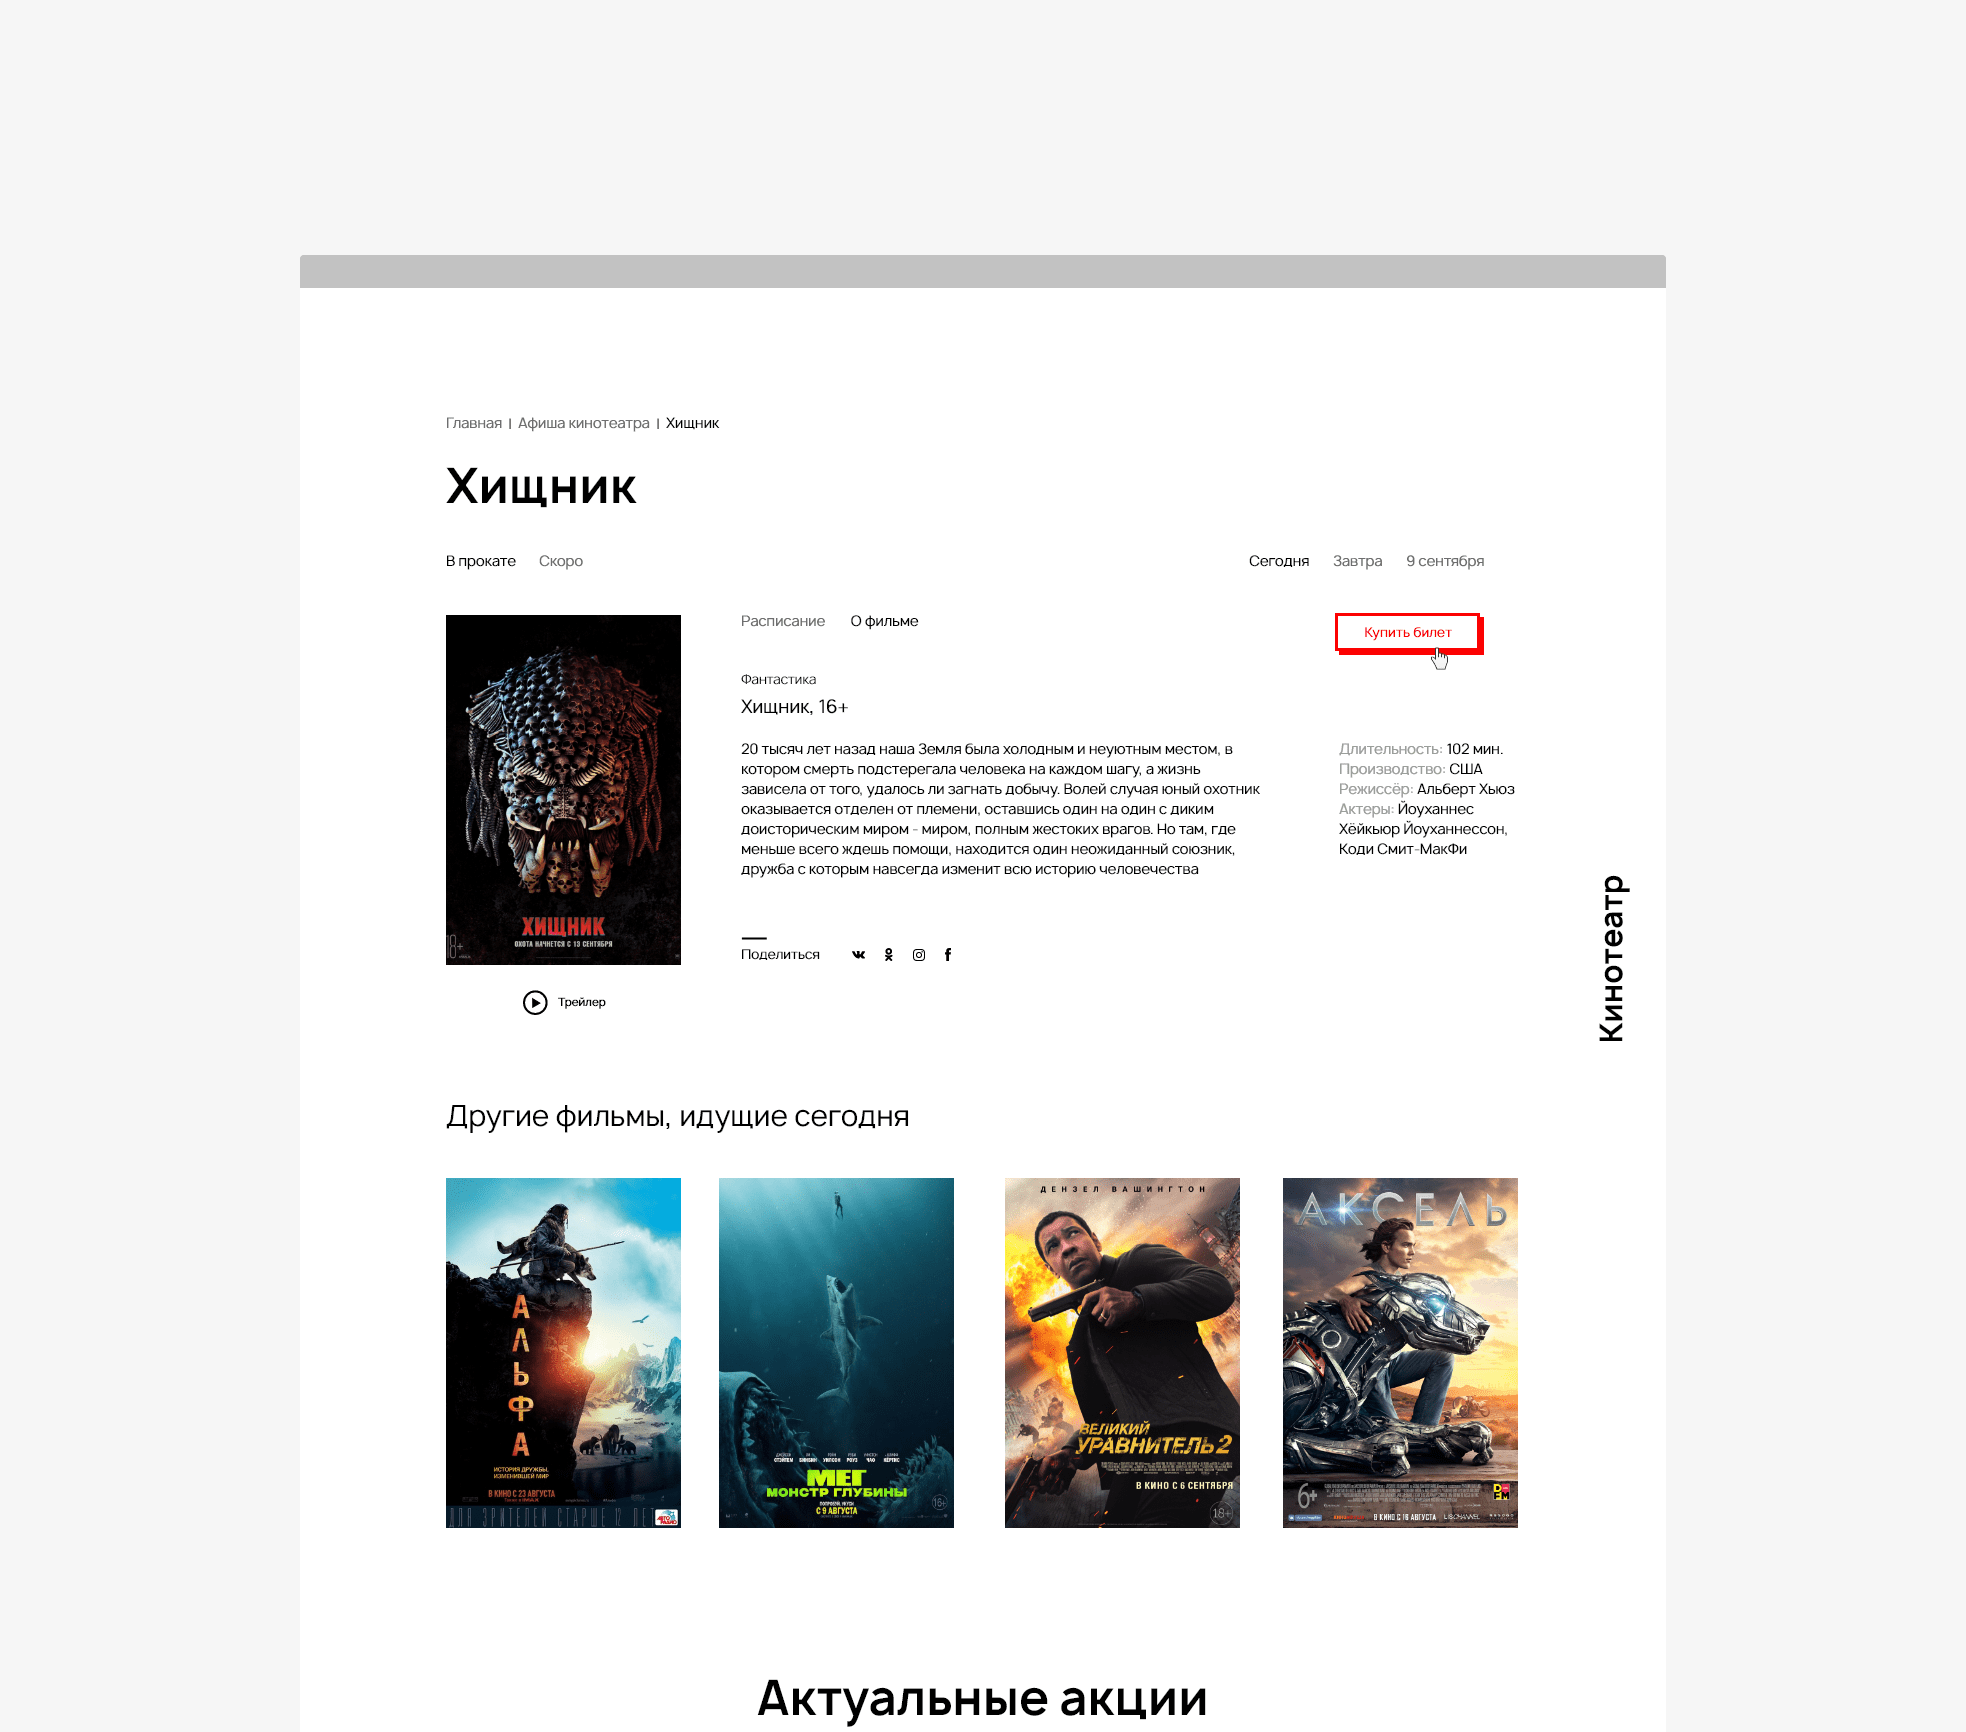 Главная | Афиша кинотеатра | Хищник
Хищник
В прокате Скоро
Сегодня Завтра 9 сентября
Расписание О фильме
Купить билет
Фантастика
Хищник, 16+
20 тысяч лет назад наша Земля была холодным и неуютным местом, в
котором смерть подстерегала человека на каждом шагу, а жизнь
зависела от того, удалось ли загнать добычу. Волей случая юный охотник
оказывается отделен от племени, оставшись один на один с диким
доисторическим миром - миром, полным жестоких врагов. Но там, где
меньше всего ждешь помощи, находится один неожиданный союзник,
дружба с которым навсегда изменит всю историю человечества
Длительность: 102 мин.
Производство: США
Режиссёр: Альберт Хьюз
Актеры: Йоуханнес
Хёйкьюр Йоуханнессон,
Коди Смит-МакФи
ХИЩНИК
ОХОТА НАЧНЕТСЯ С 13 СЕНТЯБРЯ
18+
Поделиться
Трейлер
Кинотеатр
Другие фильмы, идущие сегодня
АЛЬФА
ИСТОРИЯ ДРУЖБЫ,
ИЗМЕНИВШЕЙ МИР
В КИНО С 23 АВГУСТА
ДЛЯ ЗРИТЕЛЕЙ СТАРШЕ 12 ЛЕТ
АВТО
РАДИО
МЕГ
МОНСТР ГЛУБИНЫ
С 9 АВГУСТА
16+
ДЕНЗЕЛ ВАШИНГТОН
ВЕЛИКИЙ
УРАВНИТЕЛЬ 2
В КИНО С 6 СЕНТЯБРЯ
18+
АКСЕЛЬ
6+
В КИНО С 16 АВГУСТА
Актуальные акции